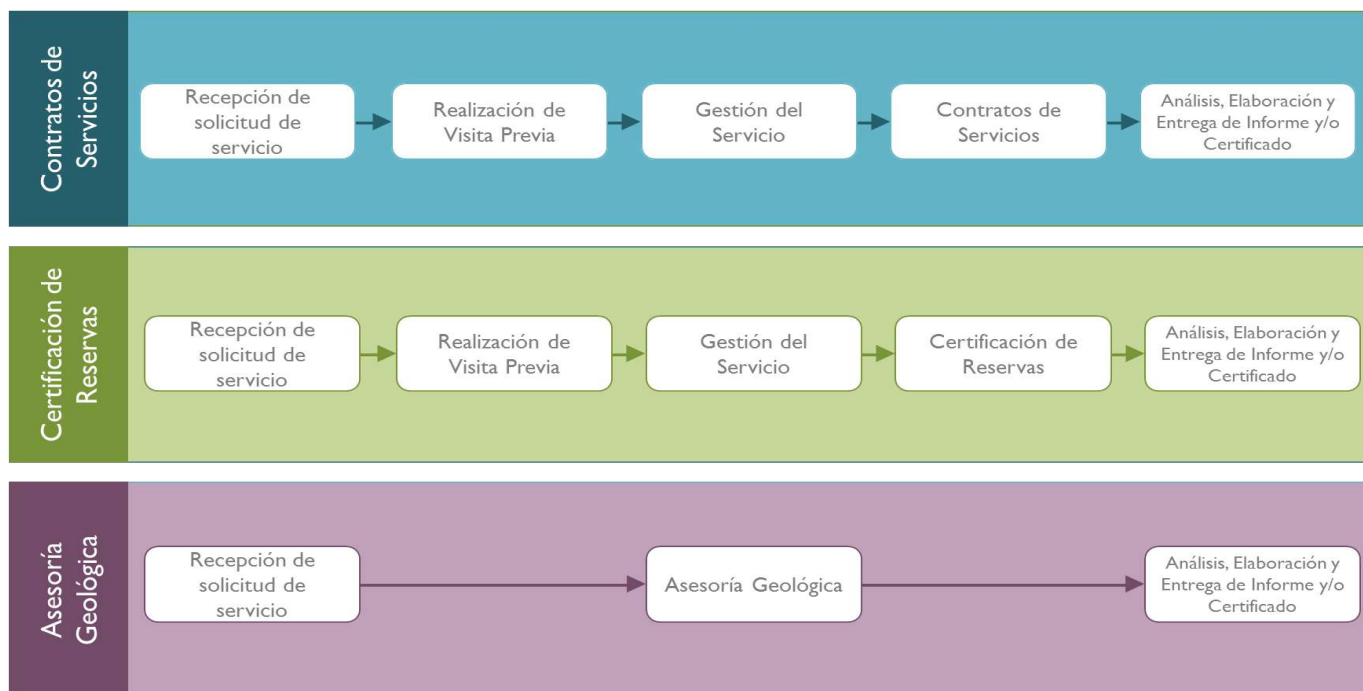 Contratos de
Servicios
Recepción de
solicitud de
servicio
Realización de
Visita Previa
Gestión del
Servicio
Contratos de
Servicios
Análisis, Elaboración y
Entrega de Informe y/o
Certificado
Certificación de
Reservas
Recepción de
solicitud de
servicio
Realización de
Visita Previa
Gestión del
Servicio
Certificación de
Reservas
Análisis, Elaboración y
Entrega de Informe y/o
Certificado
Asesoría
Geológica
Recepción de
solicitud de
servicio
Asesoría Geológica
Análisis, Elaboración y
Entrega de Informe y/o
Certificado